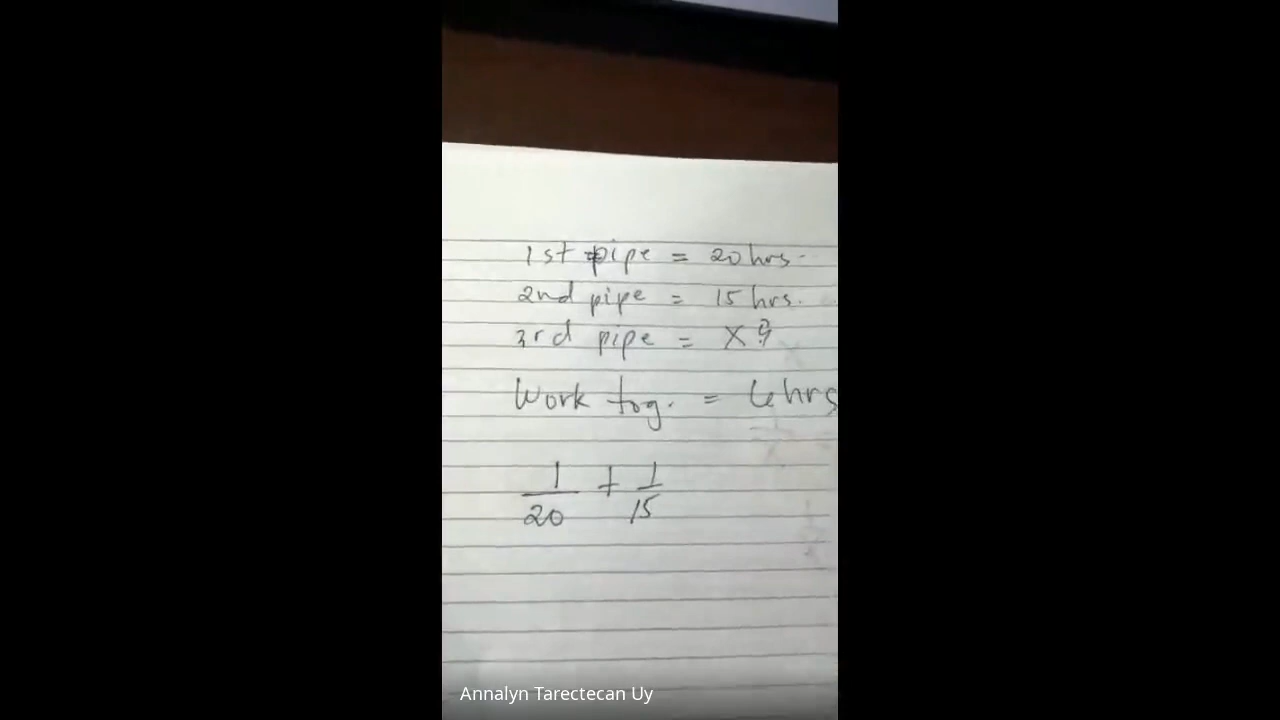 1st pipe = 20 hrs.
2nd pipe = 15 hrs.
3rd pipe = X?
Work tog. = 6 hrs
1/20 + 1/15
Annalyn Tarectecan Uy